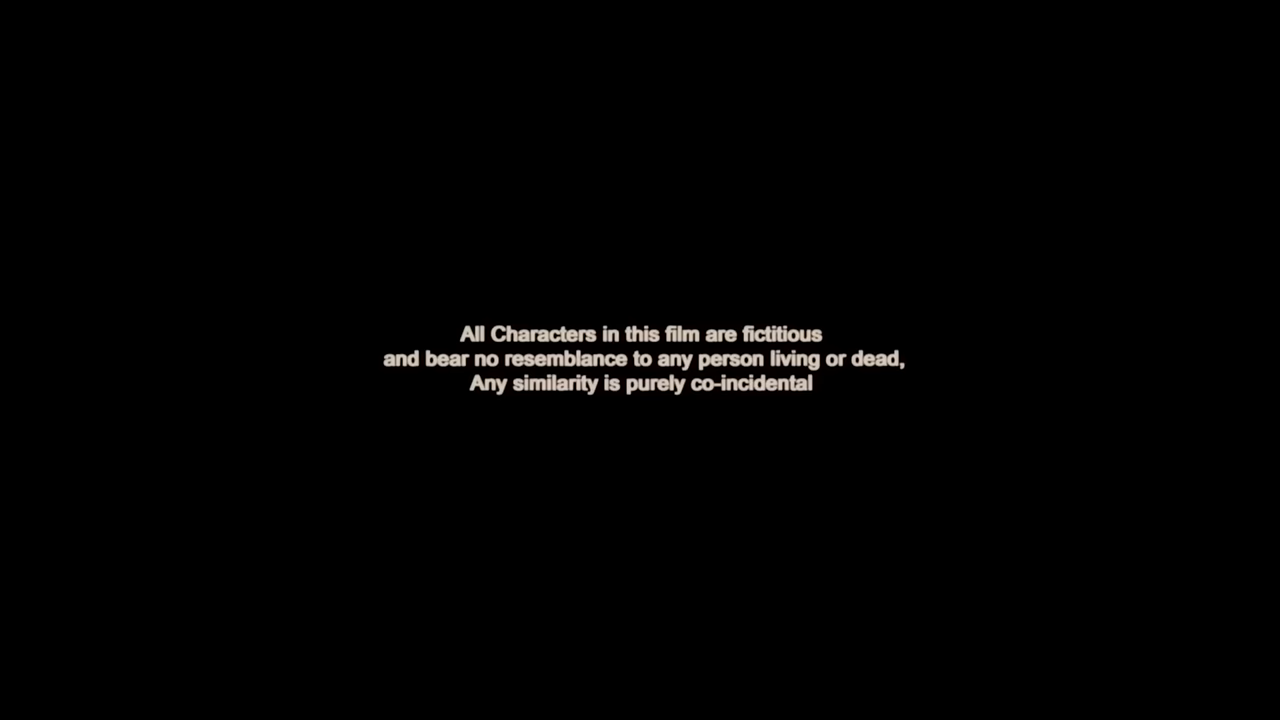 All Characters in this film are fictitious
and bear no resemblance to any person living or dead,
Any similarity is purely co-incidental